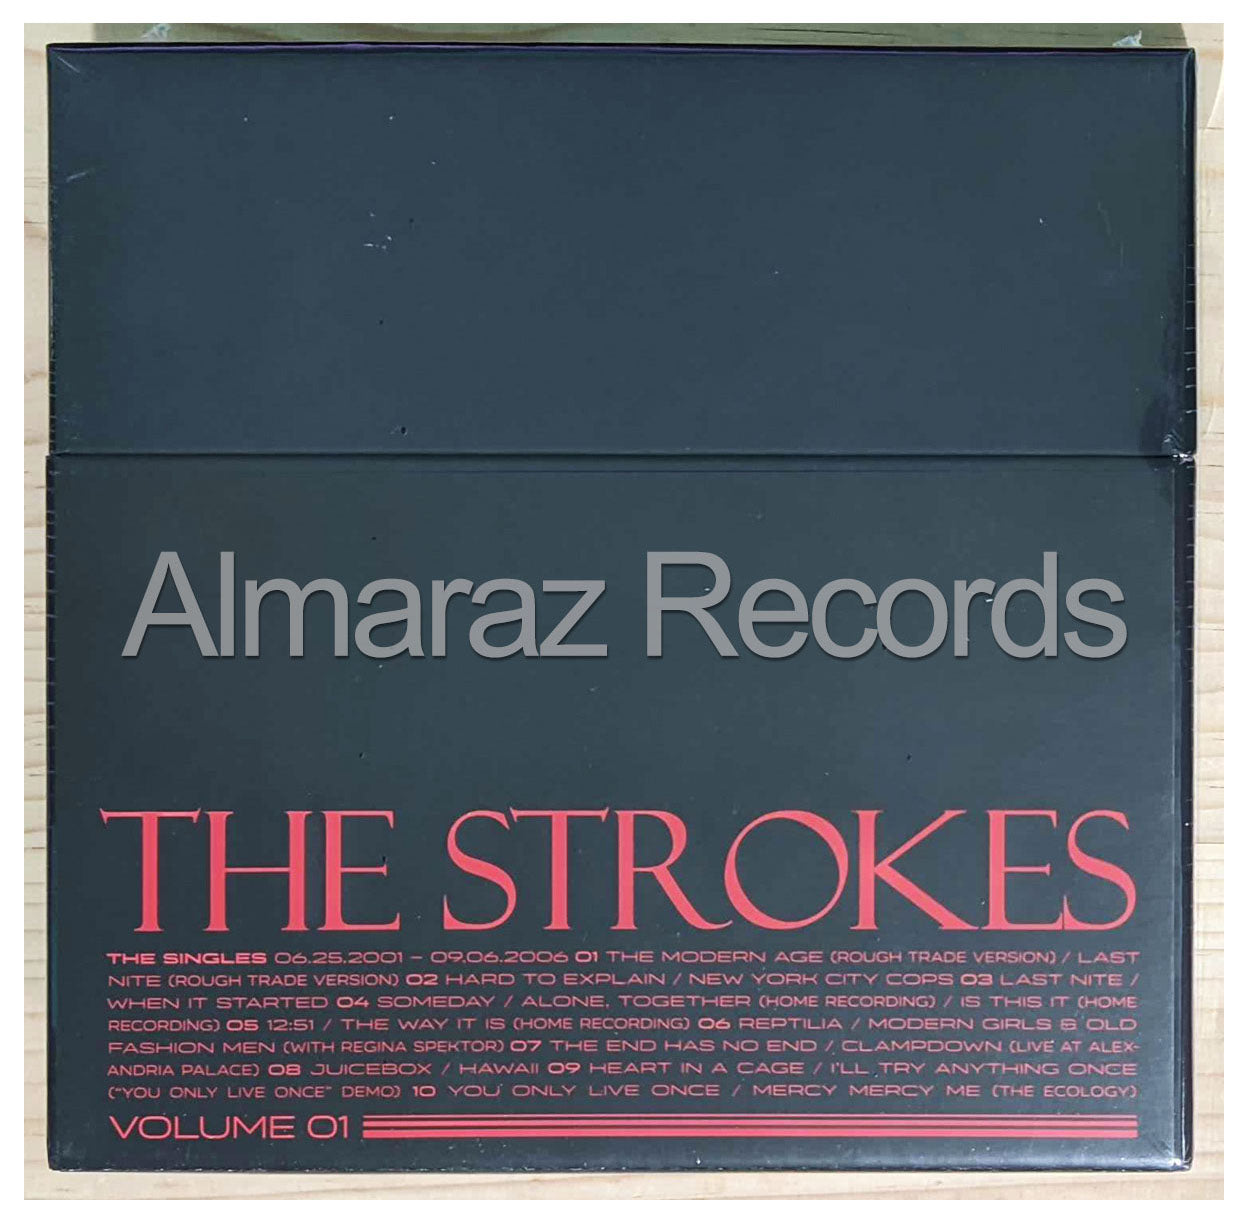 Almaraz Records
THE STROKES
THE SINGLES 06.25.2001 – 09.06.2006 01 THE MODERN AGE (ROUGH TRADE VERSION) / LAST
NITE (ROUGH TRADE VERSION) 02 HARD TO EXPLAIN / NEW YORK CITY COPS 03 LAST NITE /
WHEN IT STARTED 04 SOMEDAY / ALONE, TOGETHER (HOME RECORDING) / IS THIS IT (HOME
RECORDING) 05 12:51 / THE WAY IT IS (HOME RECORDING) 06 REPTILIA / MODERN GIRLS & OLD
FASHION MEN (WITH REGINA SPEKTOR) 07 THE END HAS NO END / CLAMPDOWN (LIVE AT ALEX-
ANDRIA PALACE) 08 JUICEBOX / HAWAII 09 HEART IN A CAGE / I'LL TRY ANYTHING ONCE
("YOU ONLY LIVE ONCE" DEMO) 10 YOU ONLY LIVE ONCE / MERCY MERCY ME (THE ECOLOGY)
VOLUME 01